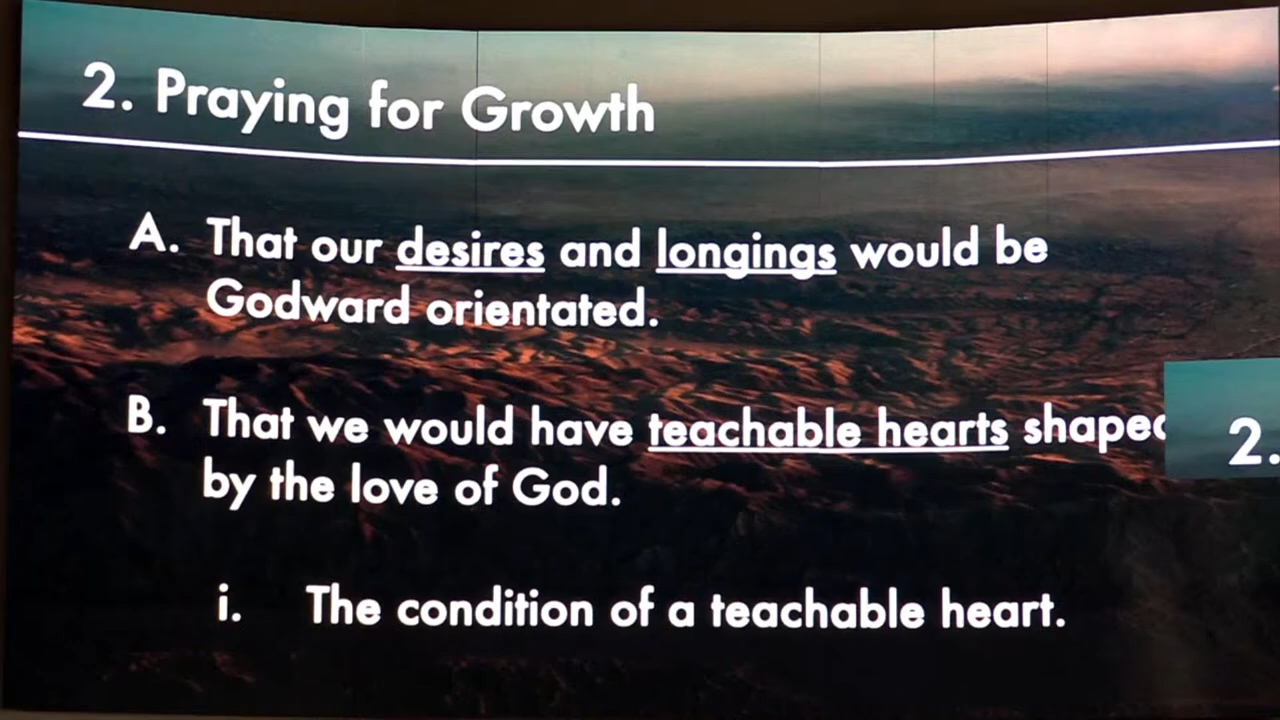 2. Praying for Growth
A. That our desires and longings would be
Godward orientated.
B. That we would have teachable hearts shaped
by the love of God.
i. The condition of a teachable heart.
2.